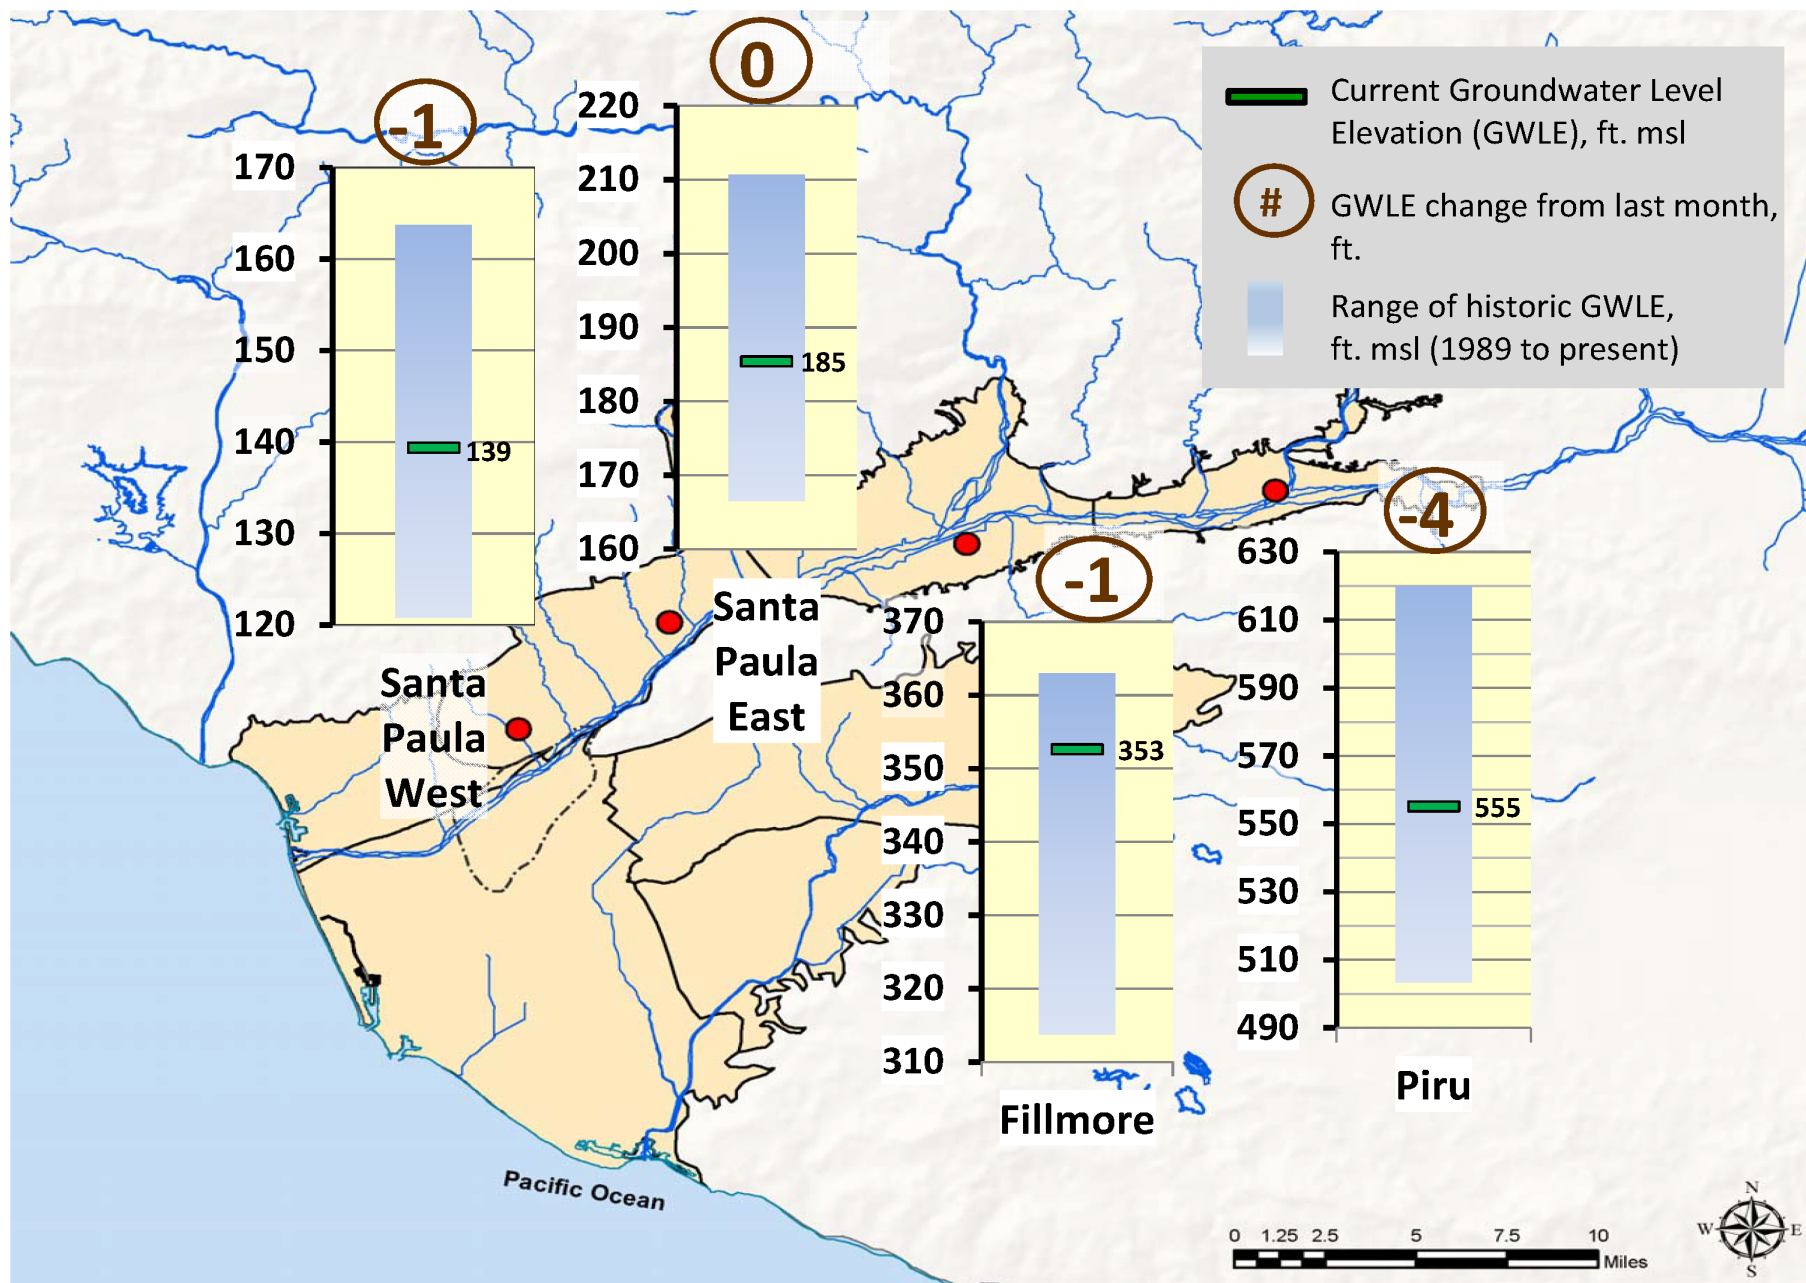 -1
170
160
150
140
130
120
139
Santa
Paula
West
0
220
210
200
190
180
170
160
185
Santa
Paula
East
Current Groundwater Level
Elevation (GWLE), ft. msl
#
GWLE change from last month,
ft.
Range of historic GWLE,
ft. msl (1989 to present)
-1
370
360
350
340
330
320
310
353
Fillmore
-4
630
610
590
570
550
530
510
490
555
Piru
Pacific Ocean
0 1.25 2.5 5 7.5 10
Miles
N
W E
S